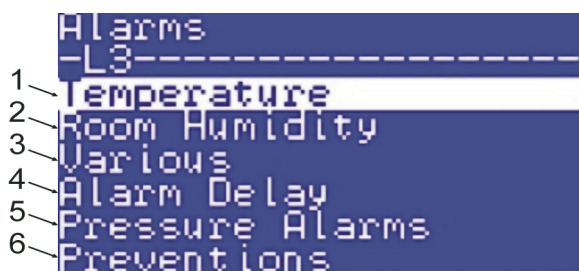 Alarms
-L3--------------------
1 Temperature
2 Room Humidity
3 Various
4 Alarm Delay
5 Pressure Alarms
6 Preventions